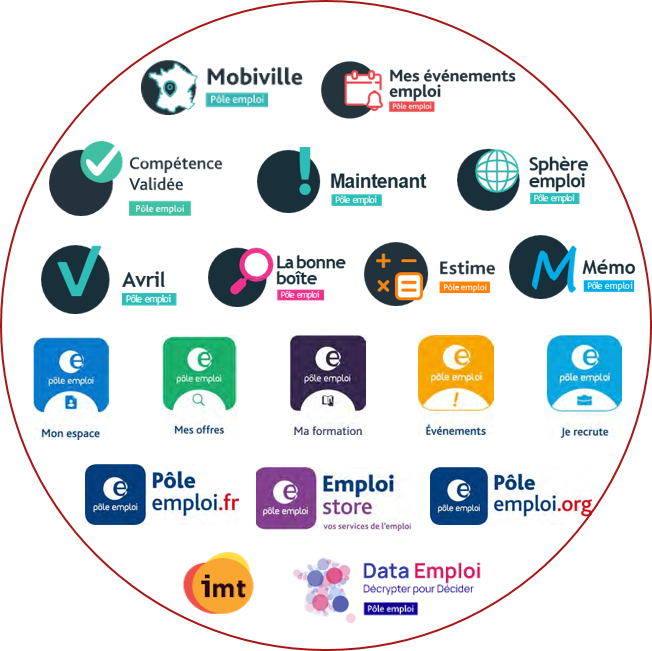 Mobiville
Pôle emploi
Mes événements
emploi
Pôle emploi
Compétence
Validée
Pôle emploi
Maintenant
Pôle emploi
Sphère
emploi
Pôle emploi
Avril
Pôle emploi
La bonne
boîte
Pôle emploi
Estime
Pôle emploi
M
Mémo
Pôle emploi
e
pôle emploi
Mon espace
e
pôle emploi
Mes offres
e
pôle emploi
Ma formation
e
pôle emploi
!
Événements
e
pôle emploi
Je recrute
e
pôle emploi
Pôle
emploi.fr
e
pôle emploi
Emploi
store
vos services de l'emploi
e
pôle emploi
Pôle
emploi.org
imt
Data Emploi
Décrypter pour Décider
Pôle emploi